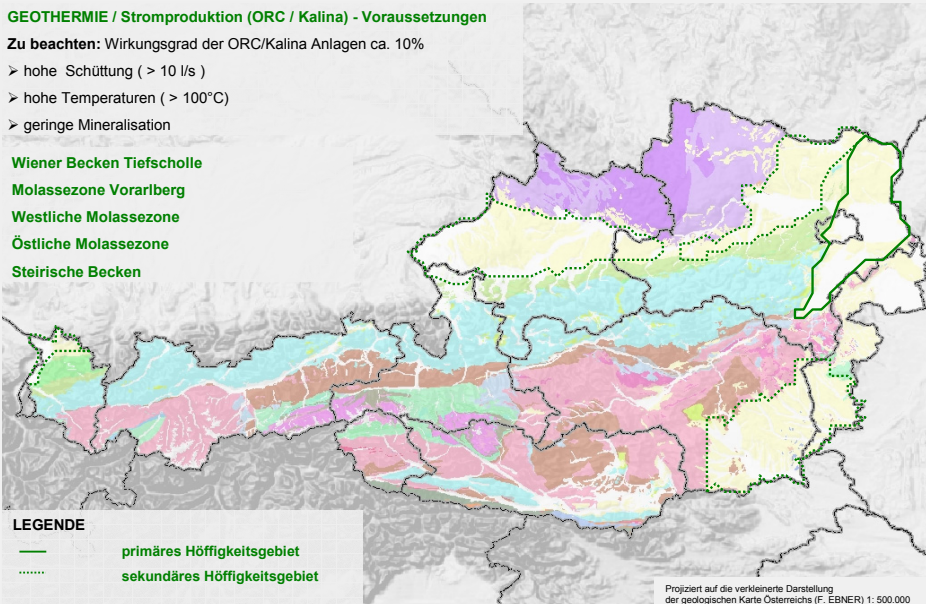 GEOTHERMIE / Stromproduktion (ORC / Kalina) - Voraussetzungen
Zu beachten: Wirkungsgrad der ORC/Kalina Anlagen ca. 10%
➢ hohe Schüttung ( > 10 l/s )
➢ hohe Temperaturen ( > 100°C)
➢ geringe Mineralisation
Wiener Becken Tiefscholle
Molassezone Vorarlberg
Westliche Molassezone
Östliche Molassezone
Steirische Becken
LEGENDE
primäres Höffigkeitsgebiet
sekundäres Höffigkeitsgebiet
Projiziert auf die verkleinerte Darstellung
der geologischen Karte Österreichs (F. EBNER) 1: 500.000